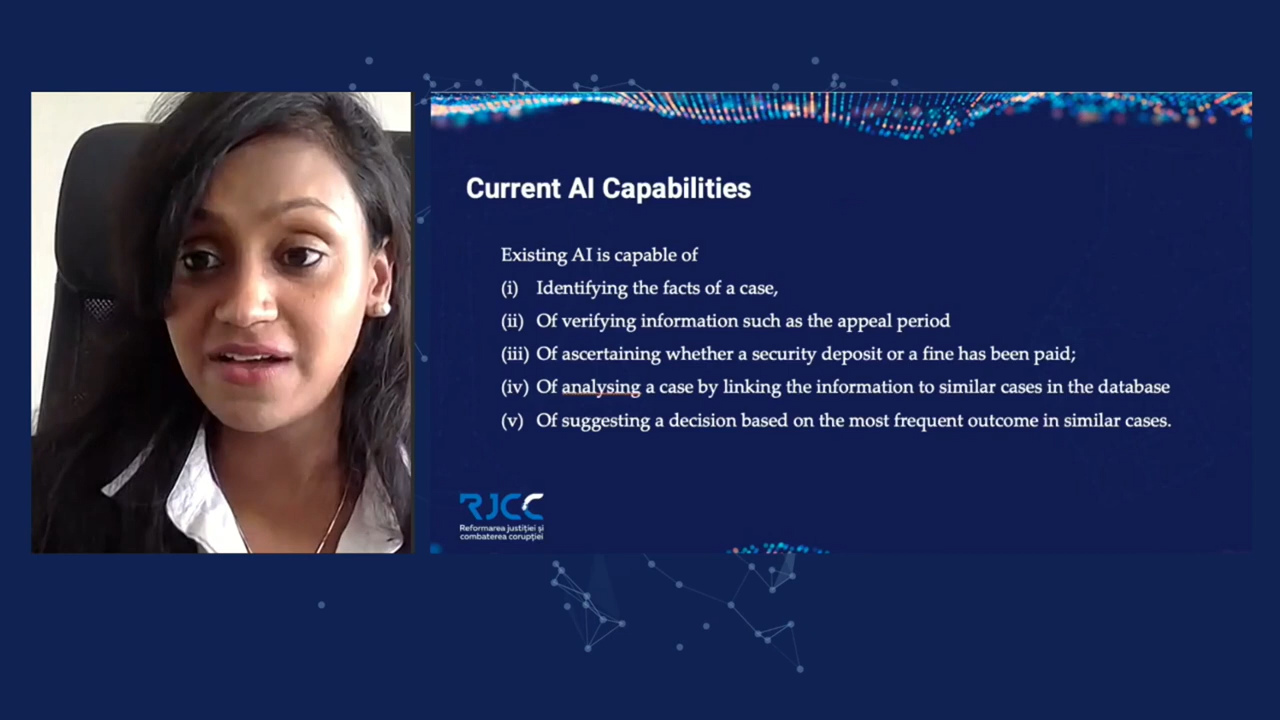 Current AI Capabilities
Existing AI is capable of
(i) Identifying the facts of a case,
(ii) Of verifying information such as the appeal period
(iii) Of ascertaining whether a security deposit or a fine has been paid;
(iv) Of analysing a case by linking the information to similar cases in the database
(v) Of suggesting a decision based on the most frequent outcome in similar cases.
RJCC
Reformarea justiției și
combaterea corupției